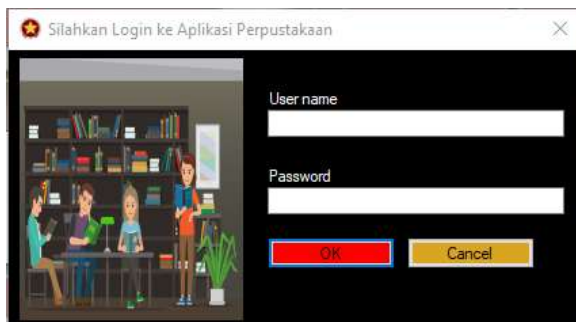 Silahkan Login ke Aplikasi Perpustakaan
User name
Password
OK
Cancel